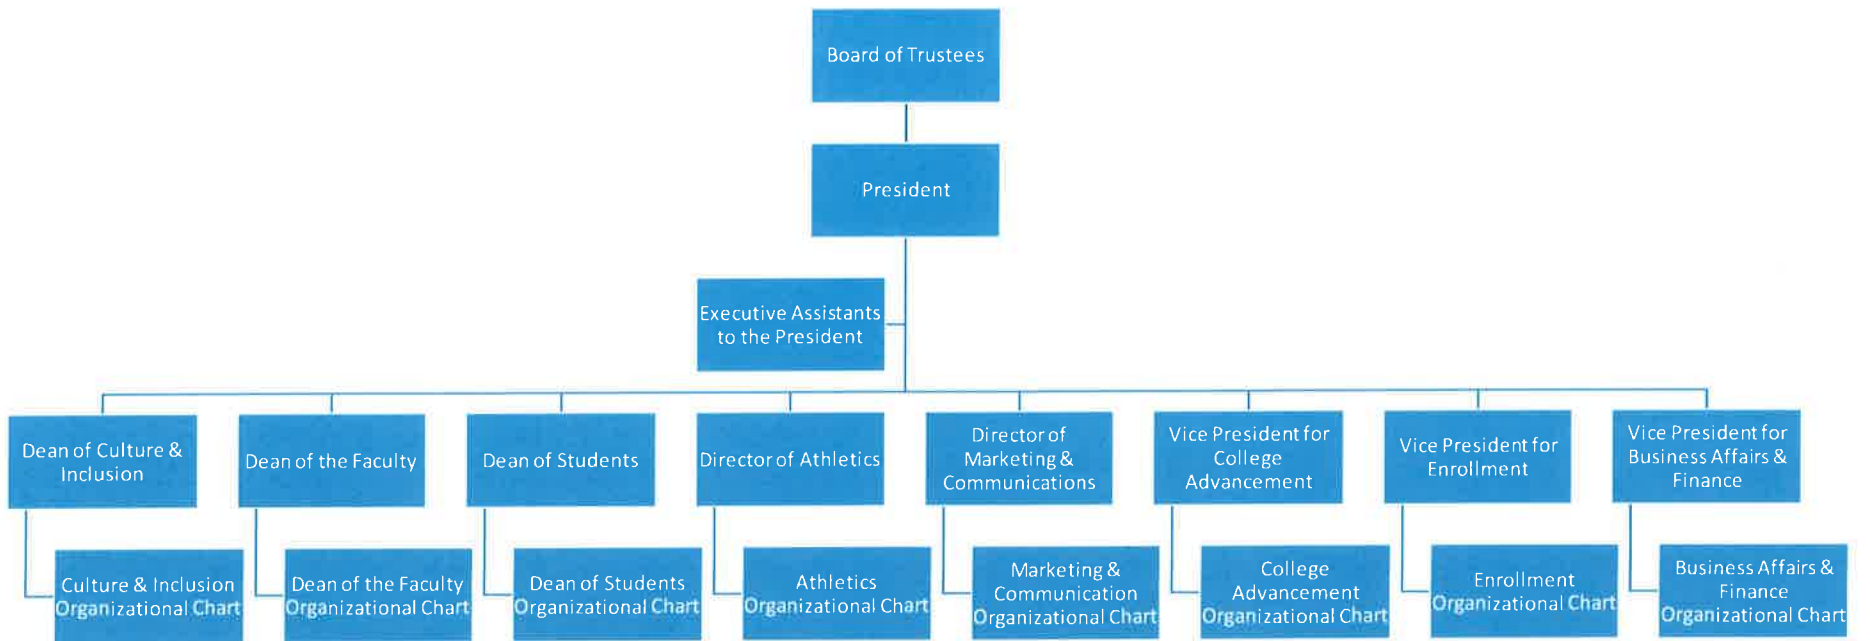 Board of Trustees
President
Executive Assistants
to the President
Dean of Culture &
Inclusion
Dean of the Faculty
Dean of Students
Director of Athletics
Director of
Marketing &
Communications
Vice President for
College
Advancement
Vice President for
Enrollment
Vice President for
Business Affairs &
Finance
Culture & Inclusion
Organizational Chart
Dean of the Faculty
Organizational Chart
Dean of Students
Organizational Chart
Athletics
Organizational Chart
Marketing &
Communication
Organizational Chart
College
Advancement
Organizational Chart
Enrollment
Organizational Chart
Business Affairs &
Finance
Organizational Chart